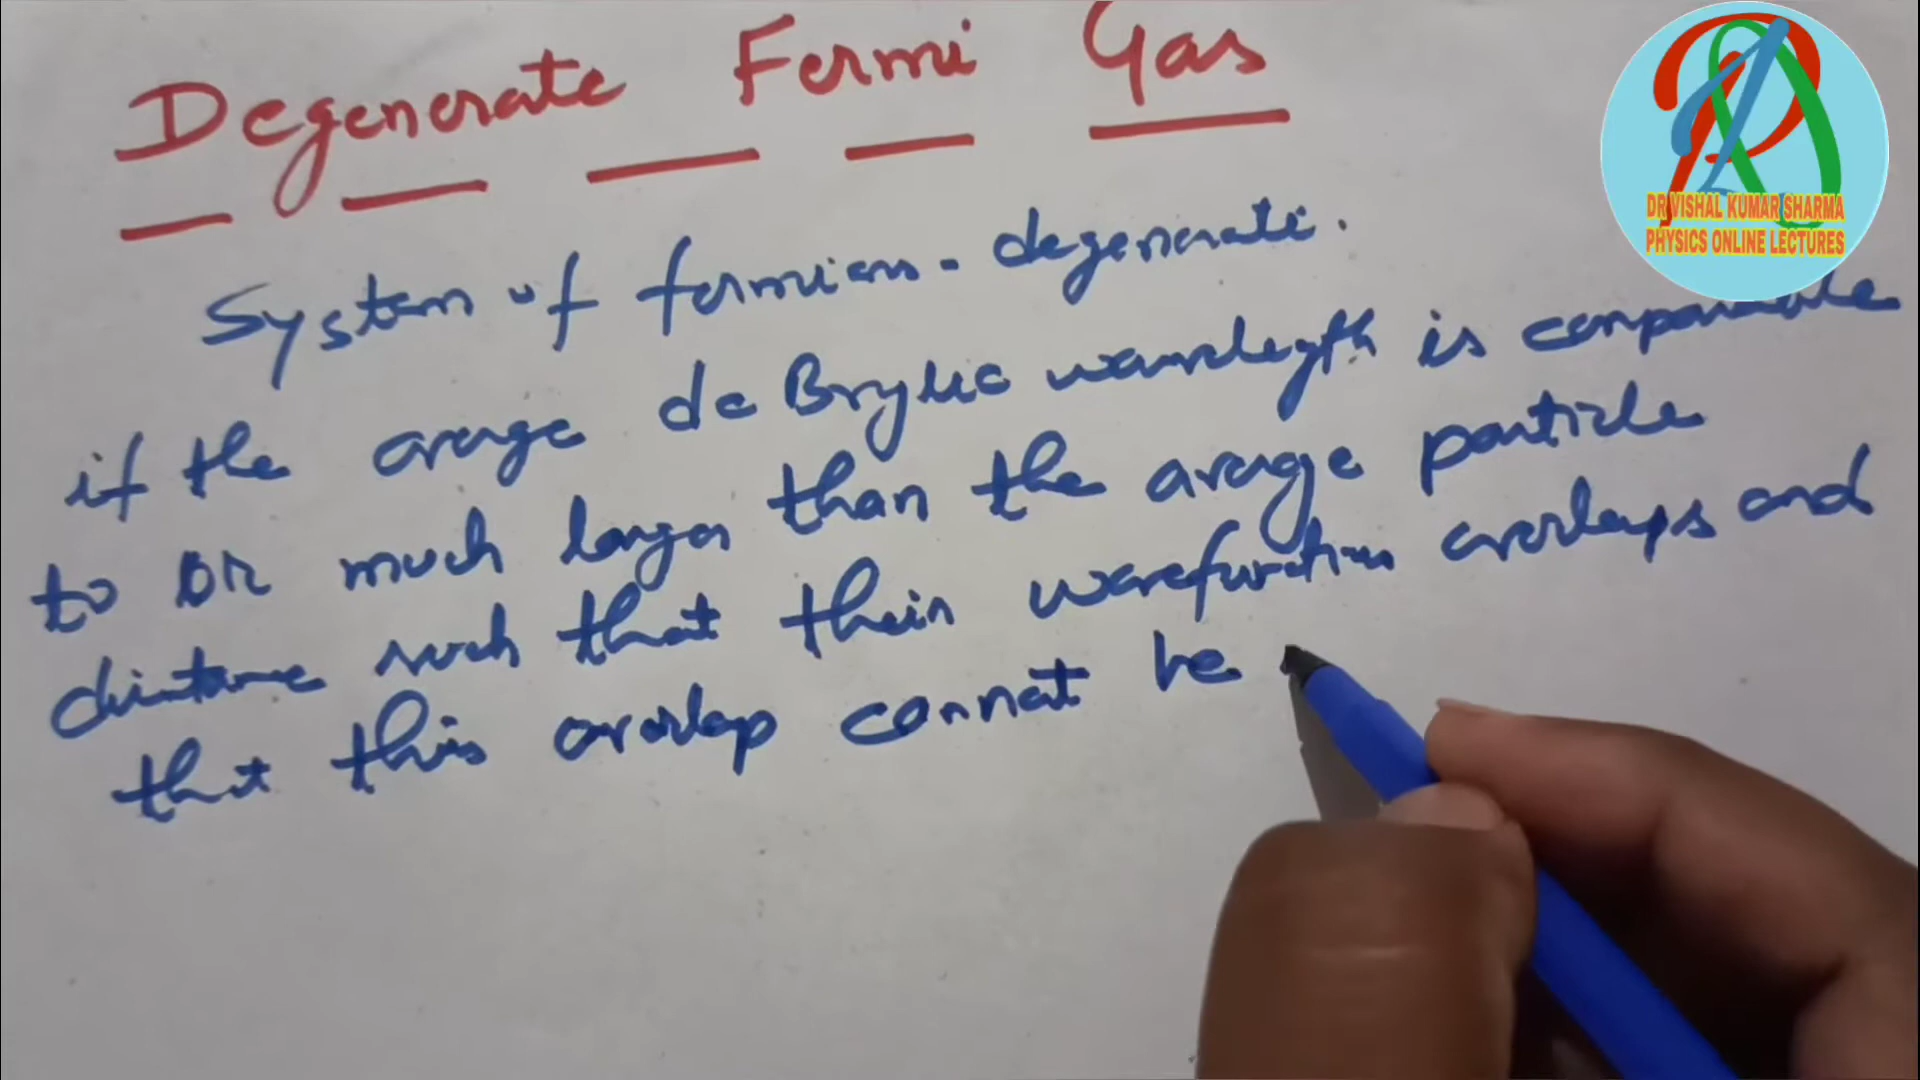 Degenerate Fermi Gas
System of fermions - degenerate.
if the average de Broglie wavelength is comparable
to OR much larger than the average particle
distance such that their wavefunction overlaps and
that this overlap cannot be
DR VISHAL KUMAR SHARMA
PHYSICS ONLINE LECTURES